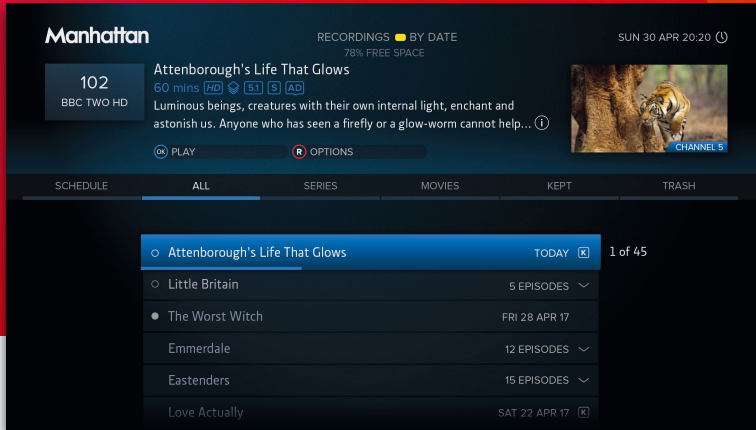 Manhattan
RECORDINGS BY DATE
78% FREE SPACE
SUN 30 APR 20:20
102
BBC TWO HD
Attenborough's Life That Glows
60 mins HD 5.1 S AD
Luminous beings, creatures with their own internal light, enchant and
astonish us. Anyone who has seen a firefly or a glow-worm cannot help... i
OK PLAY
R OPTIONS
CHANNEL 5
SCHEDULE ALL SERIES MOVIES KEPT TRASH
Attenborough's Life That Glows TODAY K 1 of 45
Little Britain 5 EPISODES
The Worst Witch FRI 28 APR 17
Emmerdale 12 EPISODES
Eastenders 15 EPISODES
Love Actually SAT 22 APR 17 K